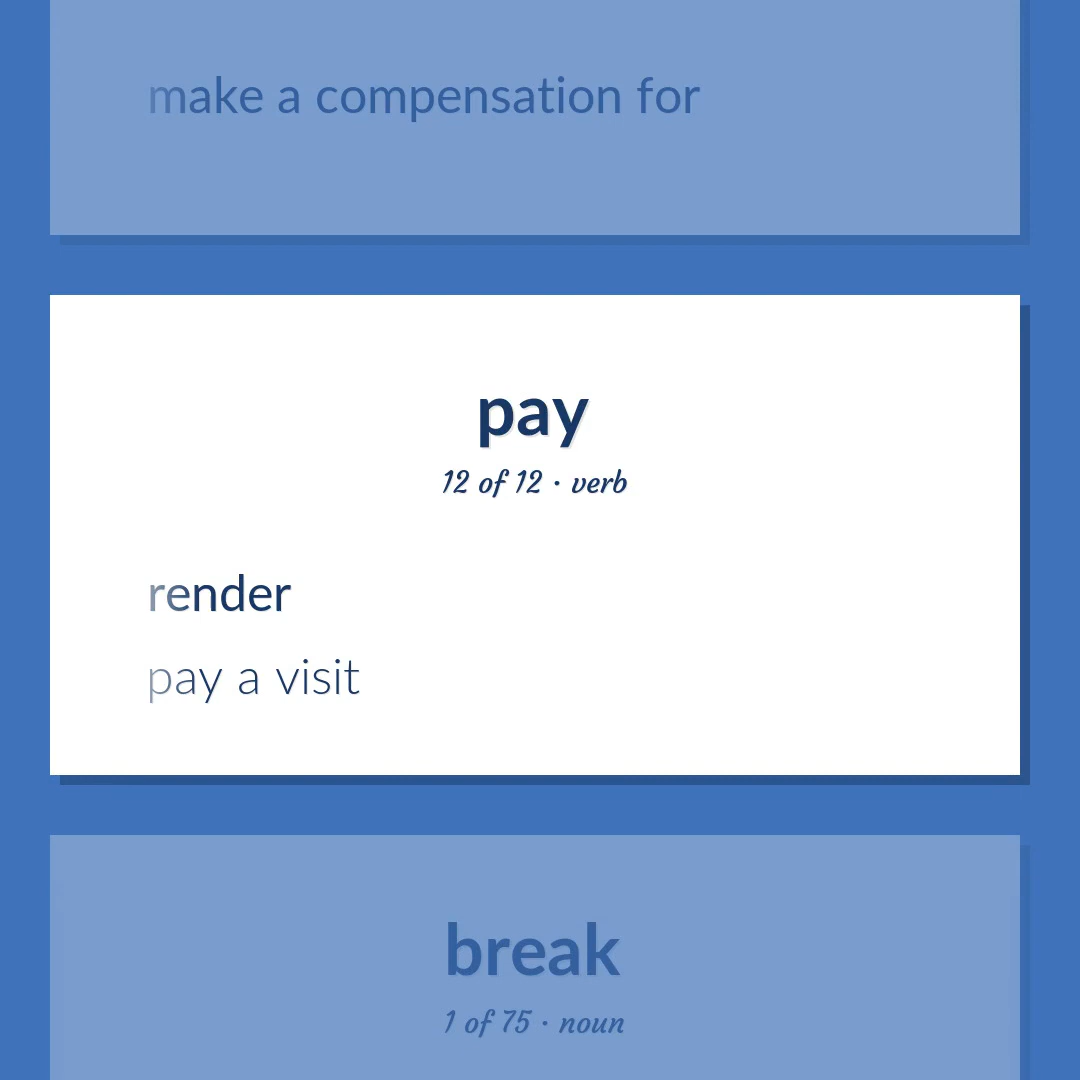 make a compensation for
pay
12 of 12 · verb
render
pay a visit
break
1 of 75 · noun